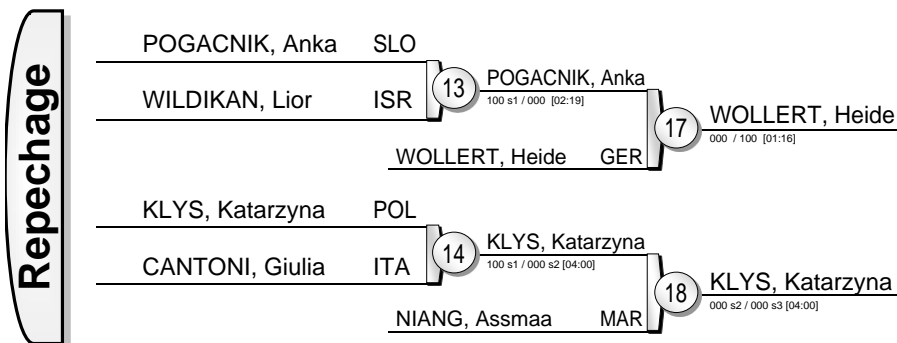 Repechage
POGACNIK, Anka SLO
WILDIKAN, Lior ISR
13
POGACNIK, Anka
100 s1 / 000 [02:19]
WOLLERT, Heide GER
17
WOLLERT, Heide
000 / 100 [01:16]
KLYS, Katarzyna POL
CANTONI, Giulia ITA
14
KLYS, Katarzyna
100 s1 / 000 s2 [04:00]
NIANG, Assmaa MAR
18
KLYS, Katarzyna
000 s2 / 000 s3 [04:00]